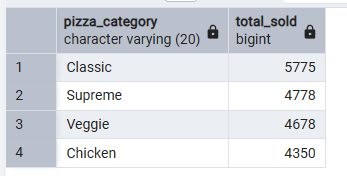 pizza_category total_sold
character varying (20) bigint
1 Classic 5775
2 Supreme 4778
3 Veggie 4678
4 Chicken 4350